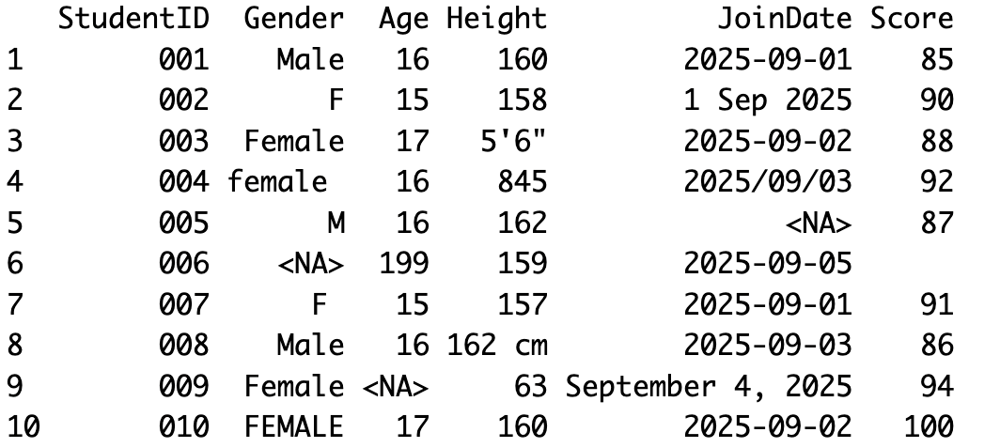 StudentID Gender Age Height JoinDate Score
1 001 Male 16 160 2025-09-01 85
2 002 F 15 158 1 Sep 2025 90
3 003 Female 17 5'6" 2025-09-02 88
4 004 female 16 845 2025/09/03 92
5 005 M 16 162 <NA> 87
6 006 <NA> 199 159 2025-09-05
7 007 F 15 157 2025-09-01 91
8 008 Male 16 162 cm 2025-09-03 86
9 009 Female <NA> 63 September 4, 2025 94
10 010 FEMALE 17 160 2025-09-02 100